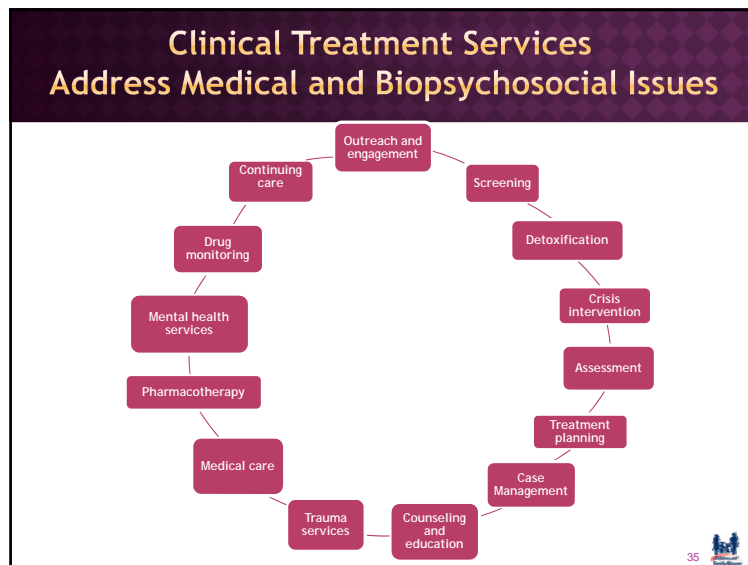 Clinical Treatment Services
Address Medical and Biopsychosocial Issues
Outreach and
engagement
Screening
Detoxification
Crisis
intervention
Assessment
Treatment
planning
Case
Management
Counseling
and
education
Trauma
services
Medical care
Pharmacotherapy
Mental health
services
Drug
monitoring
Continuing
care
35